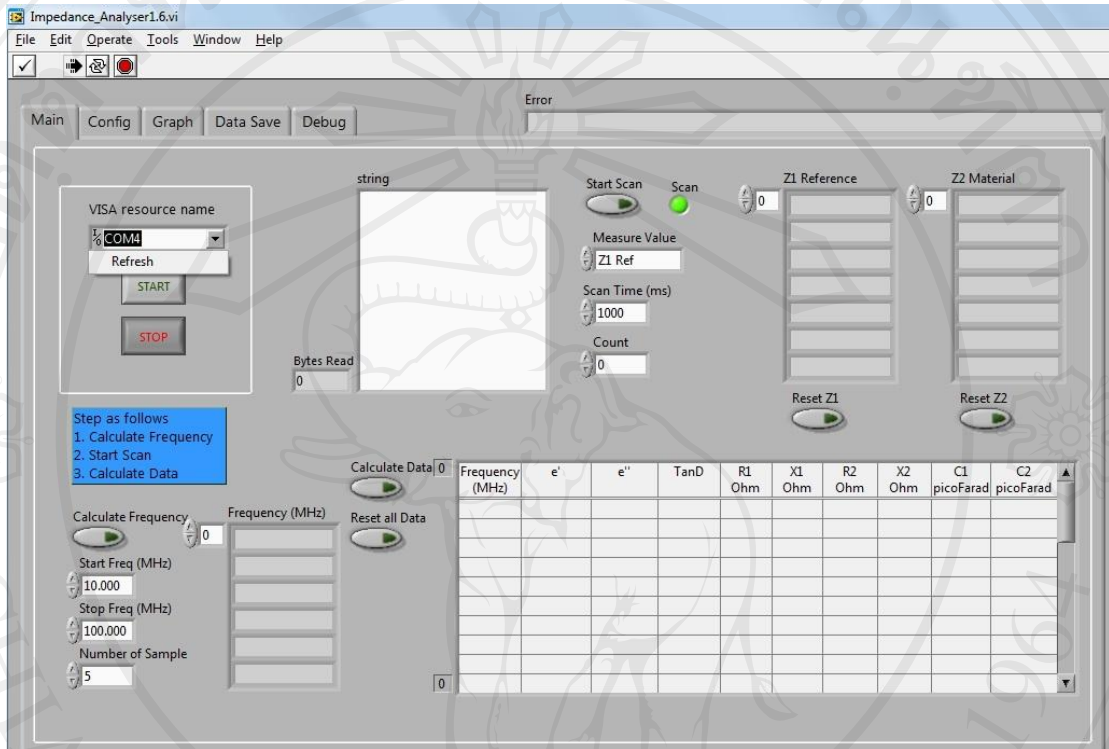 Impedance_Analyser1.6.vi
File Edit Operate Tools Window Help
Error
Main Config Graph Data Save Debug
VISA resource name
I/O COM4
Refresh
START
STOP
string
Bytes Read
0
Start Scan Scan
Measure Value
Z1 Ref
Scan Time (ms)
1000
Count
0
Z1 Reference
0
Reset Z1
Z2 Material
0
Reset Z2
Step as follows
1. Calculate Frequency
2. Start Scan
3. Calculate Data
Calculate Frequency
0
Frequency (MHz)
Start Freq (MHz)
10.000
Stop Freq (MHz)
100.000
Number of Sample
5
Calculate Data
Reset all Data
0
0
Frequency (MHz) e' e'' TanD R1 Ohm X1 Ohm R2 Ohm X2 Ohm C1 picoFarad C2 picoFarad